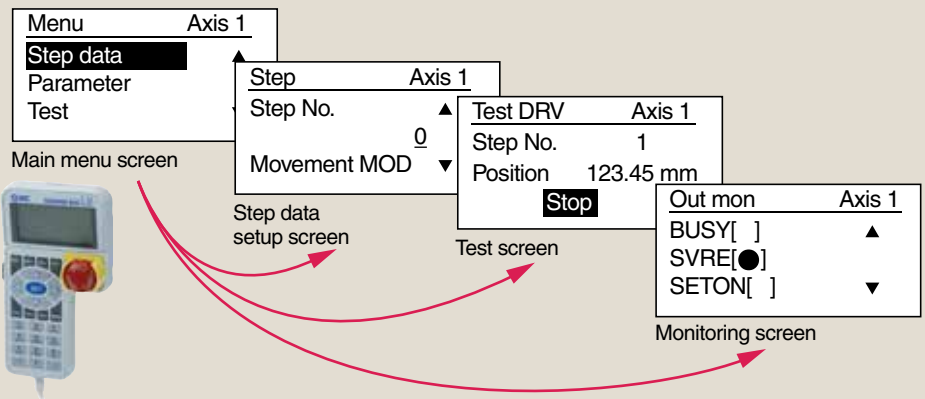 Menu Axis 1
Step data ▲
Parameter
Test
Main menu screen
Step Axis 1
Step No. ▲
0
Movement MOD ▼
Step data
setup screen
Test DRV Axis 1
Step No. 1
Position 123.45 mm
Stop
Test screen
Out mon Axis 1
BUSY[ ] ▲
SVRE[●]
SETON[ ] ▼
Monitoring screen